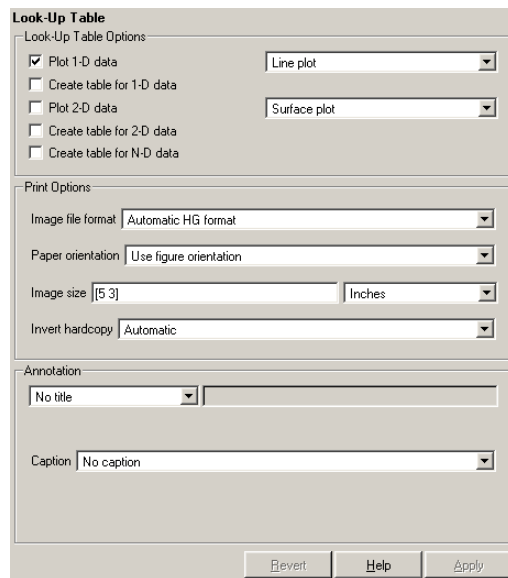 Look-Up Table
Look-Up Table Options
Plot 1-D data Line plot
Create table for 1-D data
Plot 2-D data Surface plot
Create table for 2-D data
Create table for N-D data
Print Options
Image file format Automatic HG format
Paper orientation Use figure orientation
Image size [5 3] Inches
Invert hardcopy Automatic
Annotation
No title
Caption No caption
Revert Help Apply